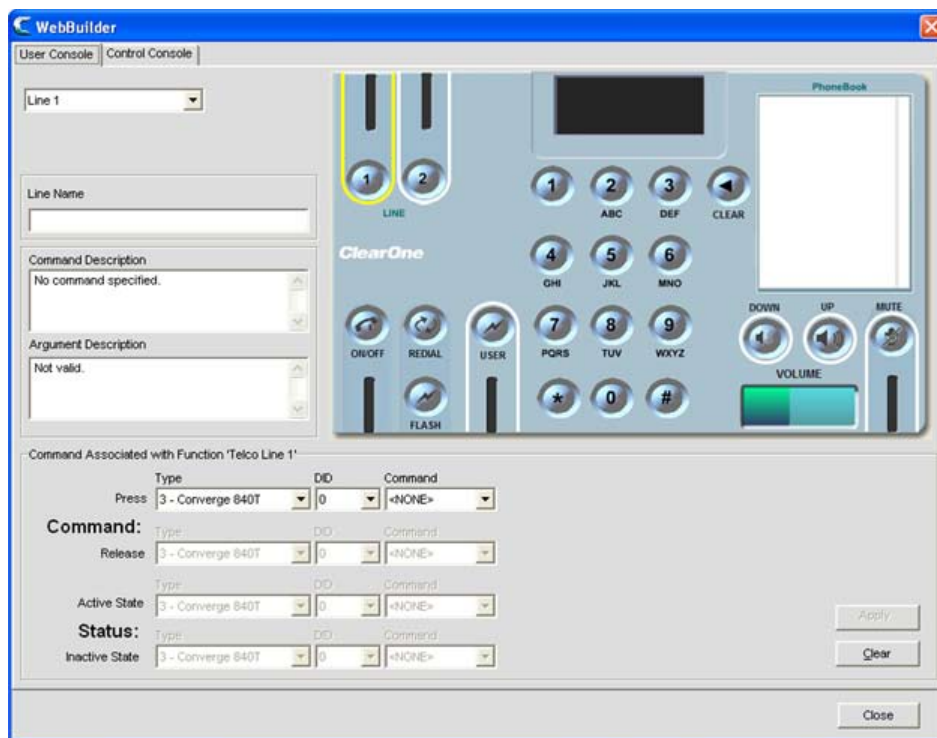 WebBuilder
User Console Control Console
Line 1
Line Name
Command Description
No command specified.
Argument Description
Not valid.
PhoneBook
1 2
LINE
1 2 3
ABC DEF CLEAR
ClearOne
4 5 6
GHI JKL MNO
DOWN UP MUTE
7 8 9
ON/OFF REDIAL USER PQRS TUV WXYZ
VOLUME
* 0 #
FLASH
Command Associated with Function 'Telco Line 1'
Type DID Command
Press 3 - Converge 840T 0 <NONE>
Command:
Type DID Command
Release 3 - Converge 840T 0 <NONE>
Type DID Command
Active State 3 - Converge 840T 0 <NONE>
Status:
Type DID Command
Inactive State 3 - Converge 840T 0 <NONE>
Apply
Clear
Close